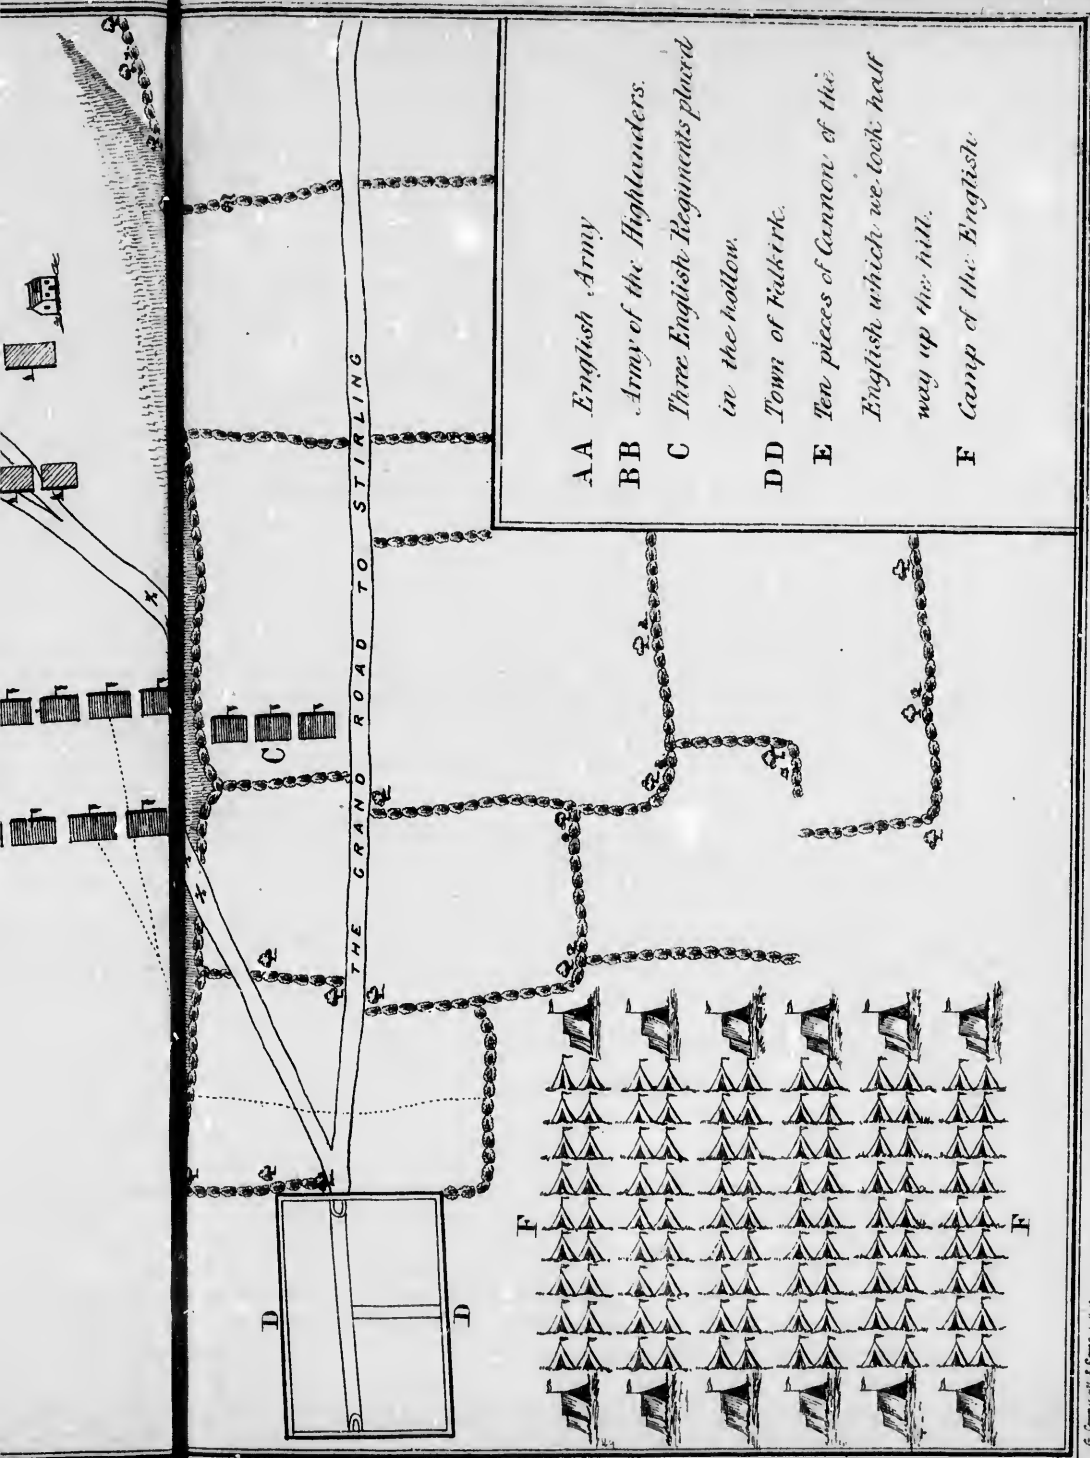 AA English Army
BB Army of the Highlanders.
C Three English Regiments placed
in the hollow.
DD Town of Falkirk.
E Ten pieces of Cannon of the
English which we took half
way up the hill.
F Camp of the English
THE GRAND ROAD TO STIRLING
C
D
D
F
F